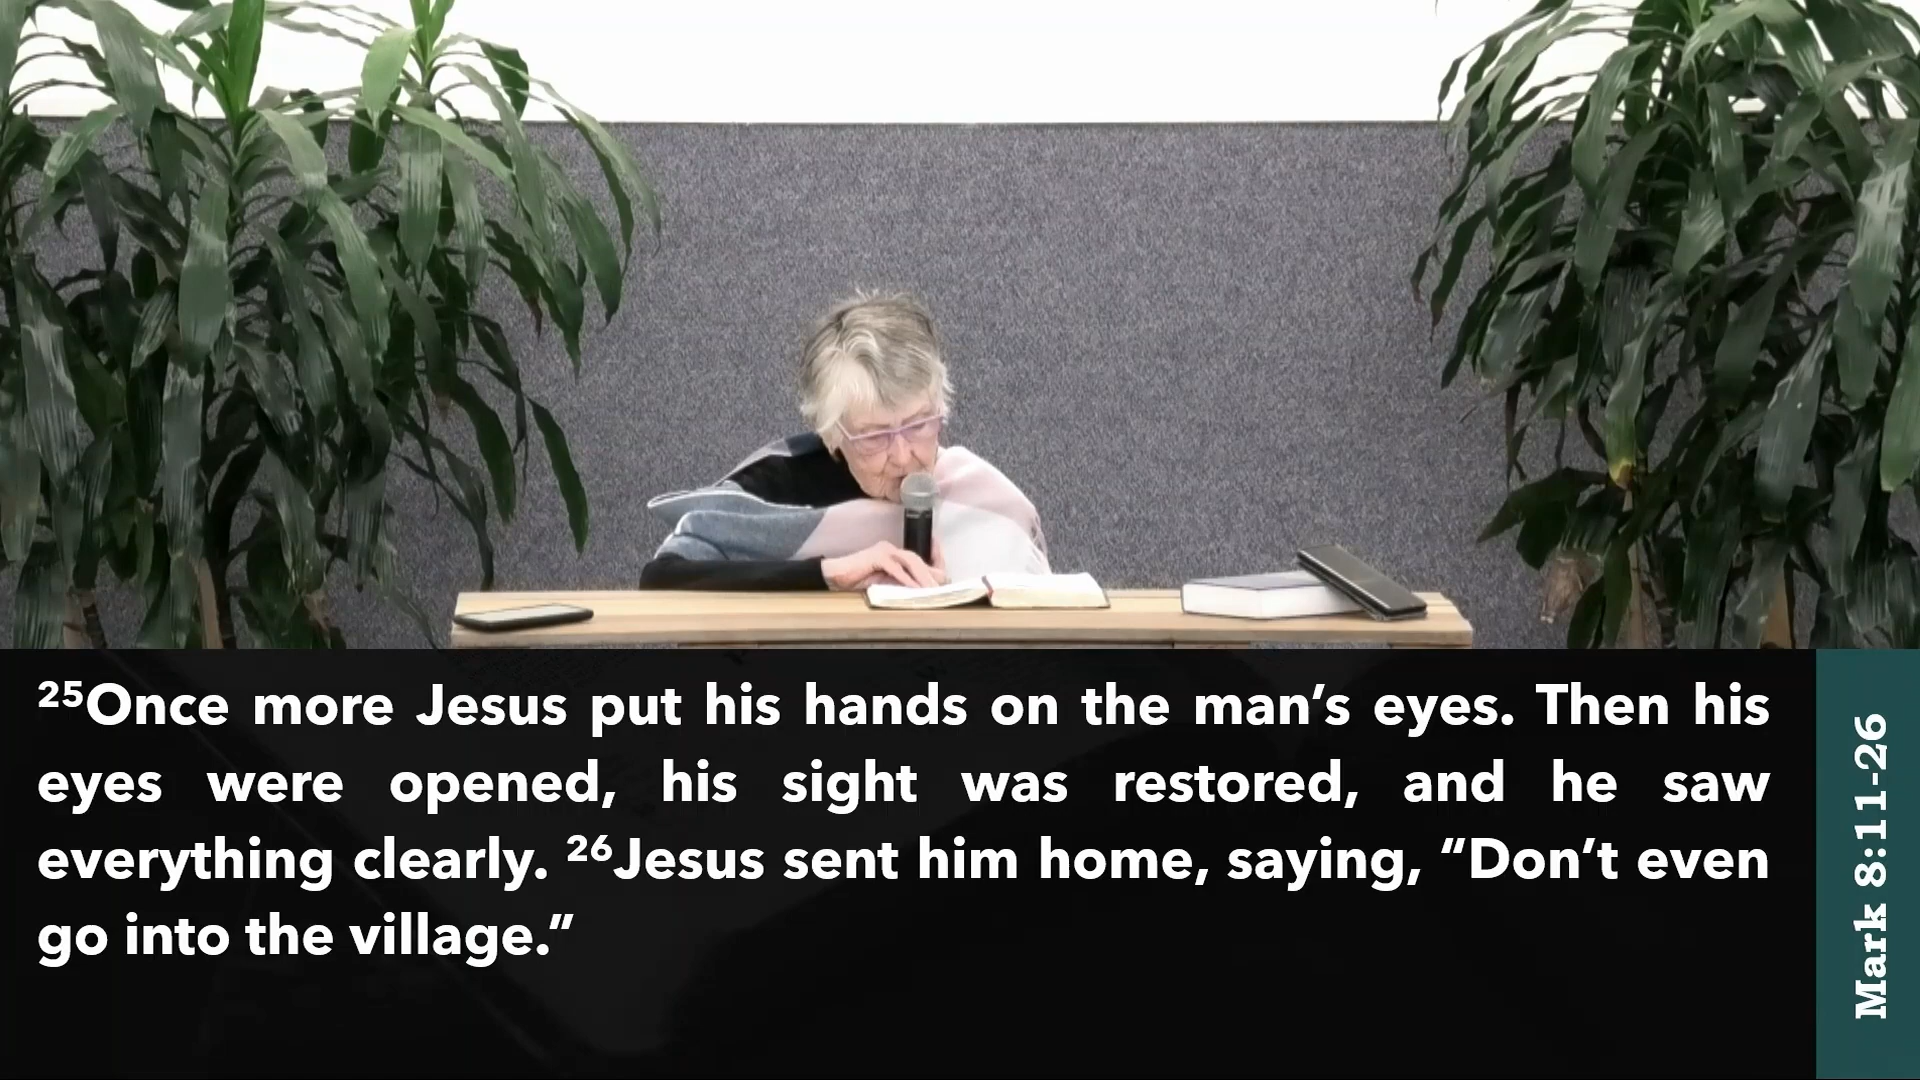 ²⁵Once more Jesus put his hands on the man’s eyes. Then his
eyes were opened, his sight was restored, and he saw
everything clearly. ²⁶Jesus sent him home, saying, “Don’t even
go into the village.”
Mark 8:11-26